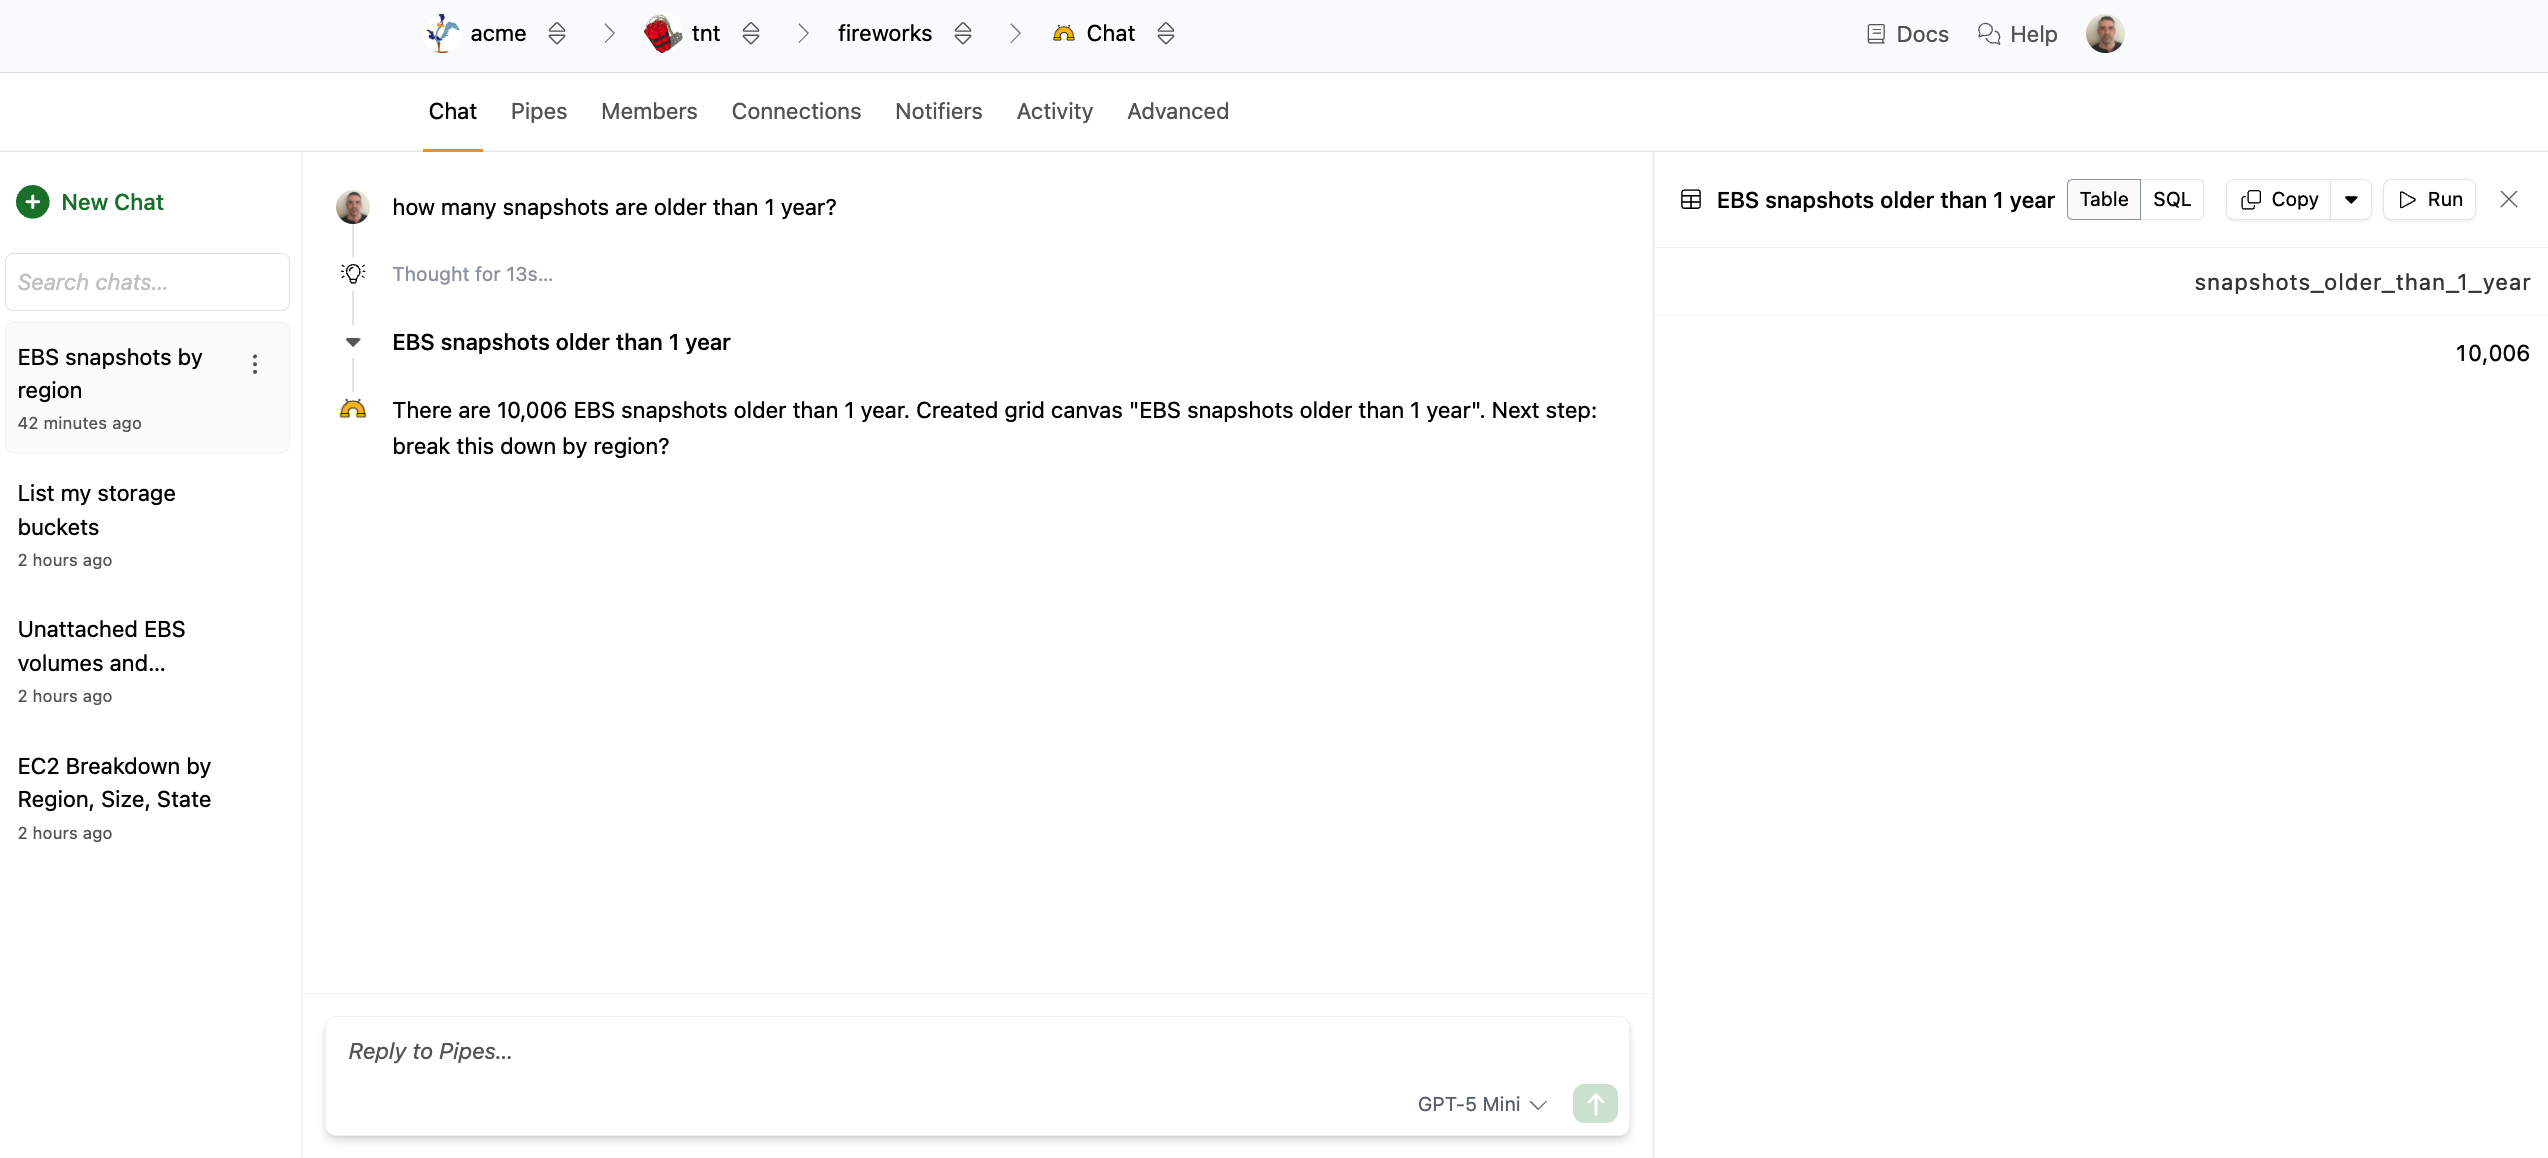 acme
tnt
fireworks
Chat
Docs
Help
Chat
Pipes
Members
Connections
Notifiers
Activity
Advanced
New Chat
Search chats...
EBS snapshots by
region
42 minutes ago
List my storage
buckets
2 hours ago
Unattached EBS
volumes and...
2 hours ago
EC2 Breakdown by
Region, Size, State
2 hours ago
how many snapshots are older than 1 year?
Thought for 13s...
EBS snapshots older than 1 year
There are 10,006 EBS snapshots older than 1 year. Created grid canvas "EBS snapshots older than 1 year". Next step:
break this down by region?
Reply to Pipes...
GPT-5 Mini
EBS snapshots older than 1 year
Table
SQL
Copy
Run
snapshots_older_than_1_year
10,006